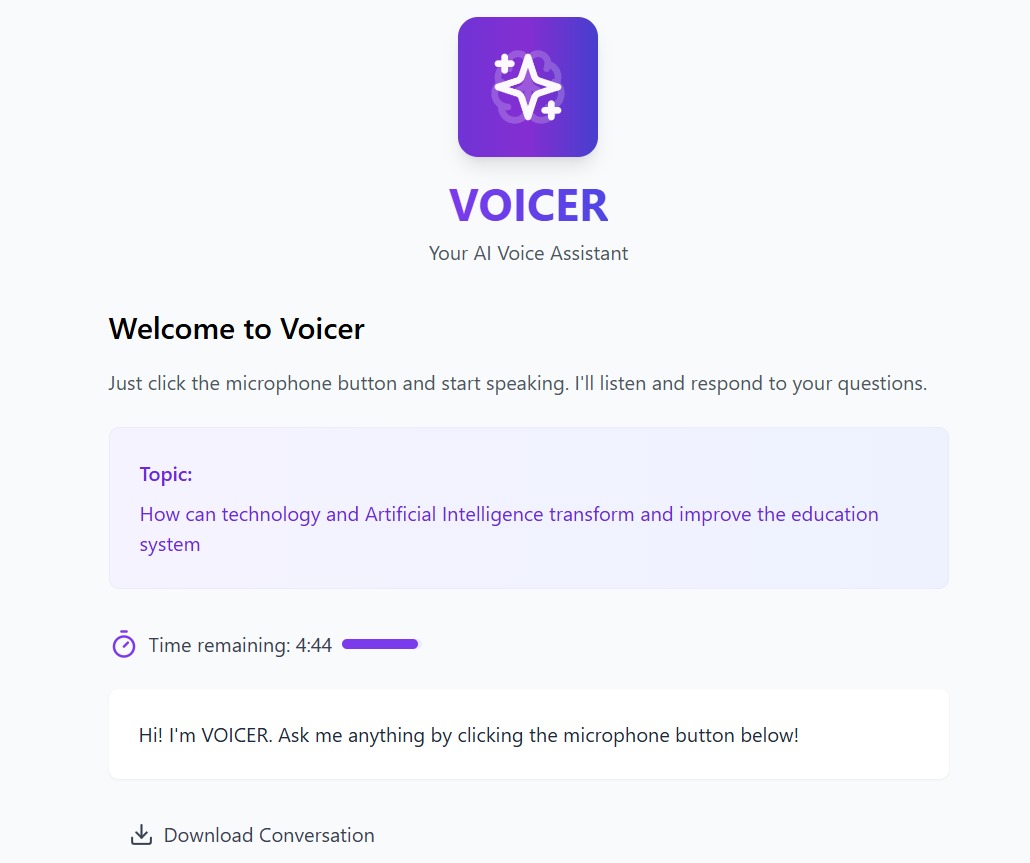 VOICER
Your AI Voice Assistant
Welcome to Voicer
Just click the microphone button and start speaking. I'll listen and respond to your questions.
Topic:
How can technology and Artificial Intelligence transform and improve the education
system
Time remaining: 4:44
Hi! I'm VOICER. Ask me anything by clicking the microphone button below!
Download Conversation